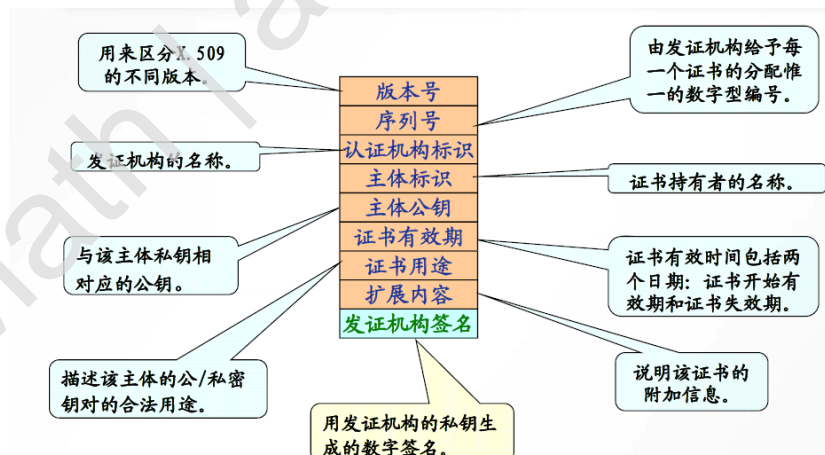 用来区分X.509
的不同版本。
由发证机构给予每
一个证书的分配惟
一的数字型编号。
版本号
序列号
认证机构标识
主体标识
主体公钥
证书有效期
证书用途
扩展内容
发证机构签名
发证机构的名称。
证书持有者的名称。
与该主体私钥相
对应的公钥。
证书有效时间包括两
个日期：证书开始有
效期和证书失效期。
描述该主体的公/私密
钥对的合法用途。
说明该证书的
附加信息。
用发证机构的私钥生
成的数字签名。
Math | a